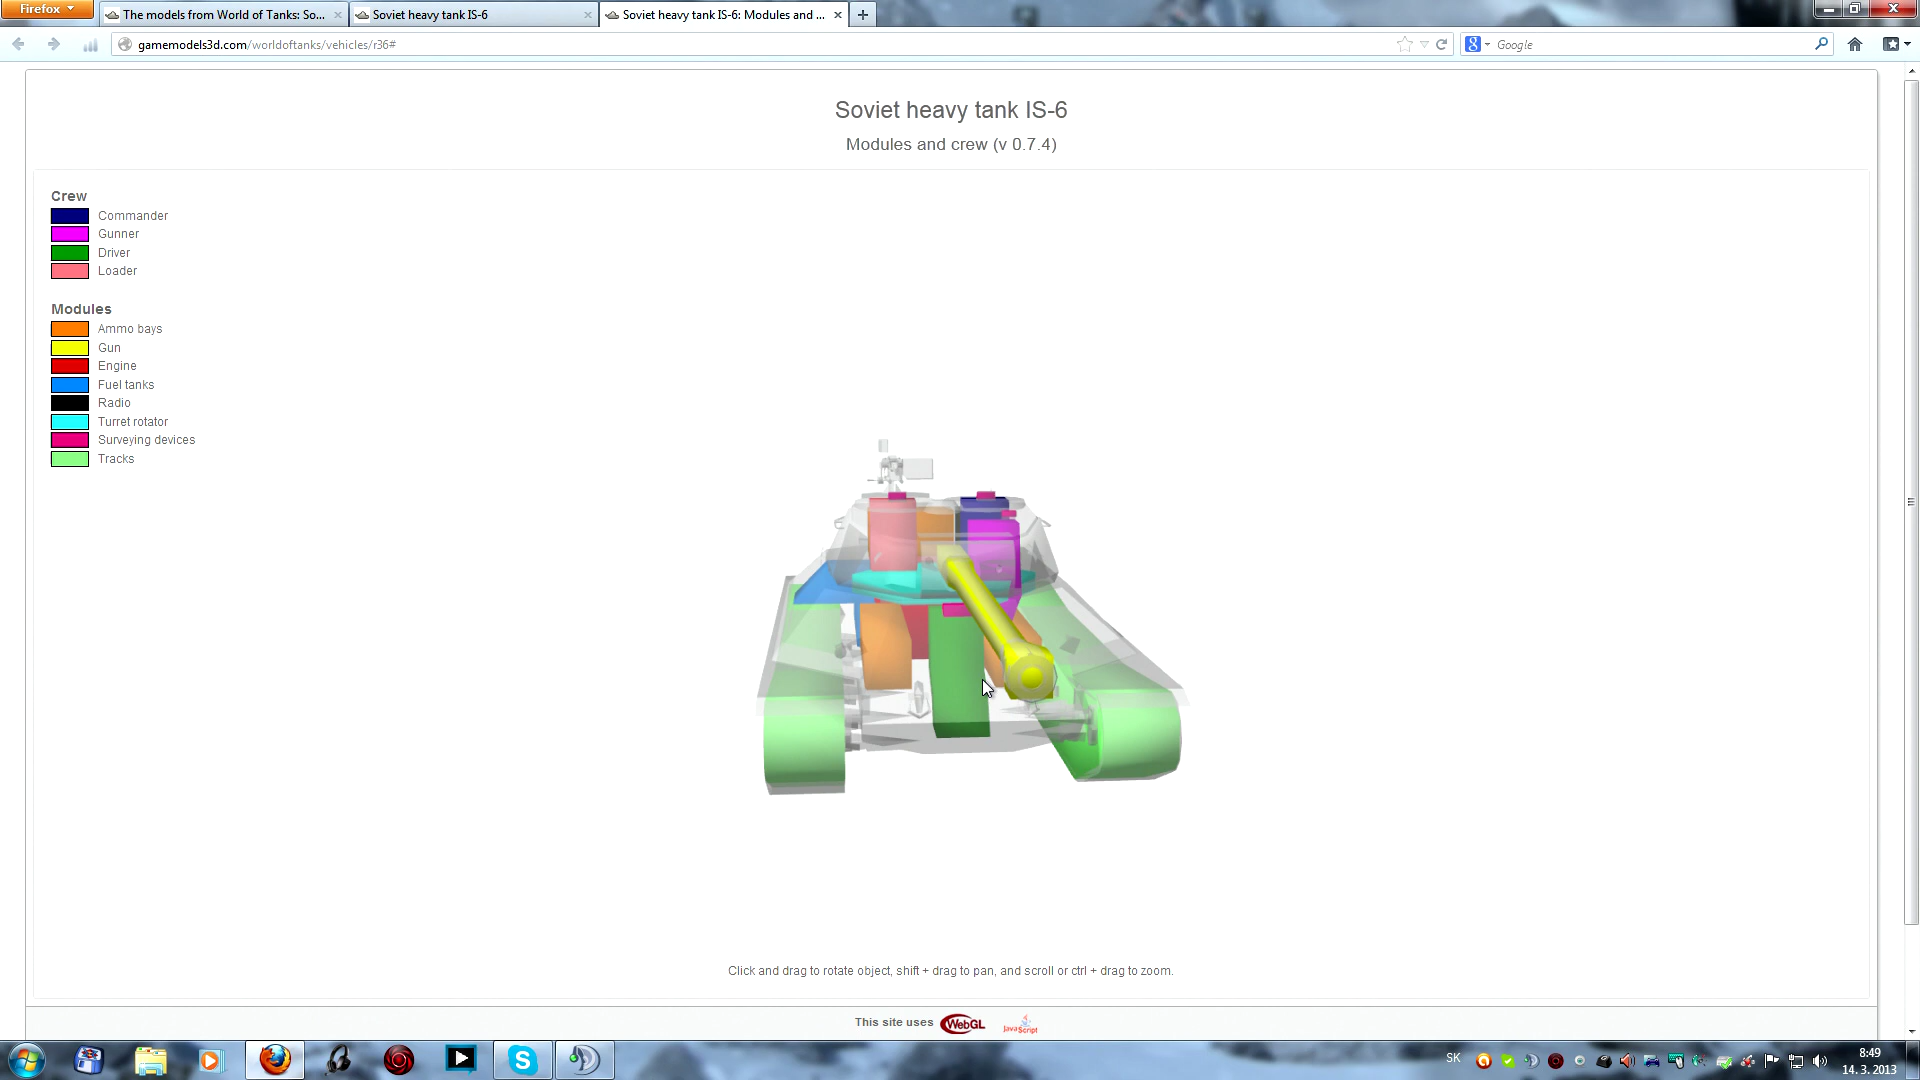 Firefox
The models from World of Tanks: So...
Soviet heavy tank IS-6
Soviet heavy tank IS-6: Modules and ...
gamemodels3d.com/worldoftanks/vehicles/r36#
Google
Soviet heavy tank IS-6
Modules and crew (v 0.7.4)
Crew
Commander
Gunner
Driver
Loader
Modules
Ammo bays
Gun
Engine
Fuel tanks
Radio
Turret rotator
Surveying devices
Tracks
Click and drag to rotate object, shift + drag to pan, and scroll or ctrl + drag to zoom.
This site uses WebGL JavaScript
SK
8:49
14. 3. 2013